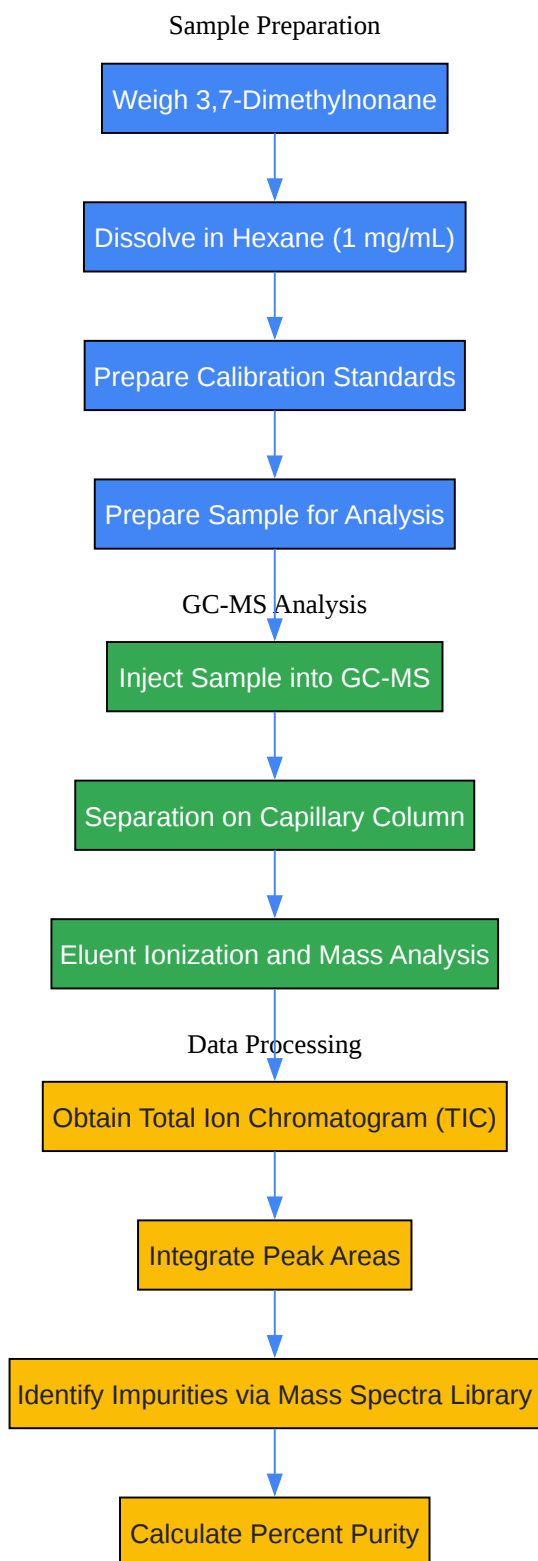 Sample Preparation
Weigh 3,7-Dimethylnonane
Dissolve in Hexane (1 mg/mL)
Prepare Calibration Standards
Prepare Sample for Analysis
GC-MS Analysis
Inject Sample into GC-MS
Separation on Capillary Column
Eluent Ionization and Mass Analysis
Data Processing
Obtain Total Ion Chromatogram (TIC)
Integrate Peak Areas
Identify Impurities via Mass Spectra Library
Calculate Percent Purity